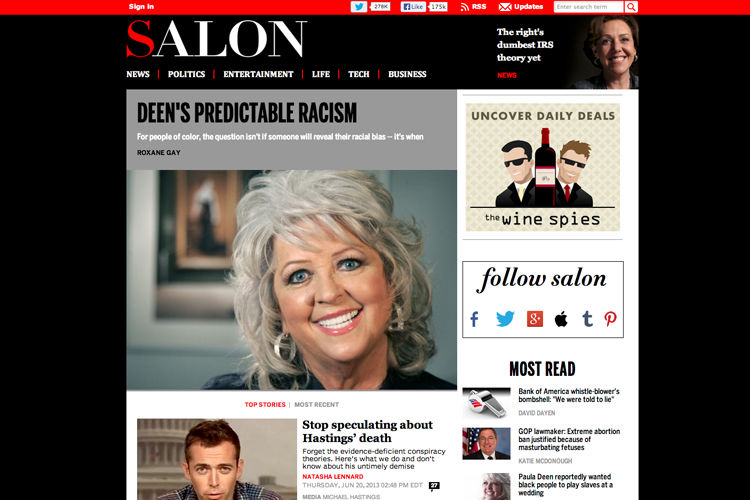 Sign In
278K
Like
175k
RSS
Updates
Enter search term
SALON
The right's
dumbest IRS
theory yet
NEWS
NEWS | POLITICS | ENTERTAINMENT | LIFE | TECH | BUSINESS
DEEN'S PREDICTABLE RACISM
For people of color, the question isn't if someone will reveal their racial bias -- it's when
ROXANE GAY
UNCOVER DAILY DEALS
the wine spies
follow salon
TOP STORIES | MOST RECENT
Stop speculating about
Hastings' death
Forget the evidence-deficient conspiracy
theories. Here's what we do and don't
know about his untimely demise
NATASHA LENNARD
THURSDAY, JUN 20, 2013 02:48 PM EDT
27
MEDIA MICHAEL HASTINGS
MOST READ
Bank of America whistle-blower's
bombshell: "We were told to lie"
DAVID DAYEN
GOP lawmaker: Extreme abortion
ban justified because of
masturbating fetuses
KATIE MCDONOUGH
Paula Deen reportedly wanted
black people to play slaves at a
wedding